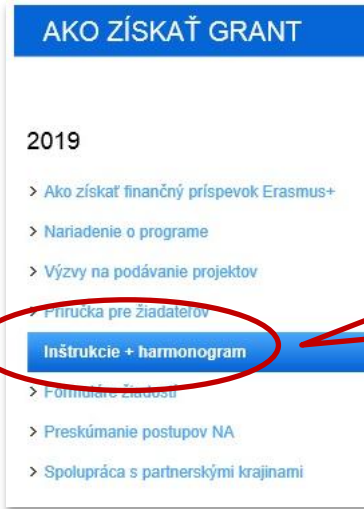 AKO ZÍSKAŤ GRANT
2019
> Ako získať finančný príspevok Erasmus+
> Nariadenie o programe
> Výzvy na podávanie projektov
> Príručka pre žiadateľov
Inštrukcie + harmonogram
> Formuláre žiadostí
> Preskúmanie postupov NA
> Spolupráca s partnerskými krajinami